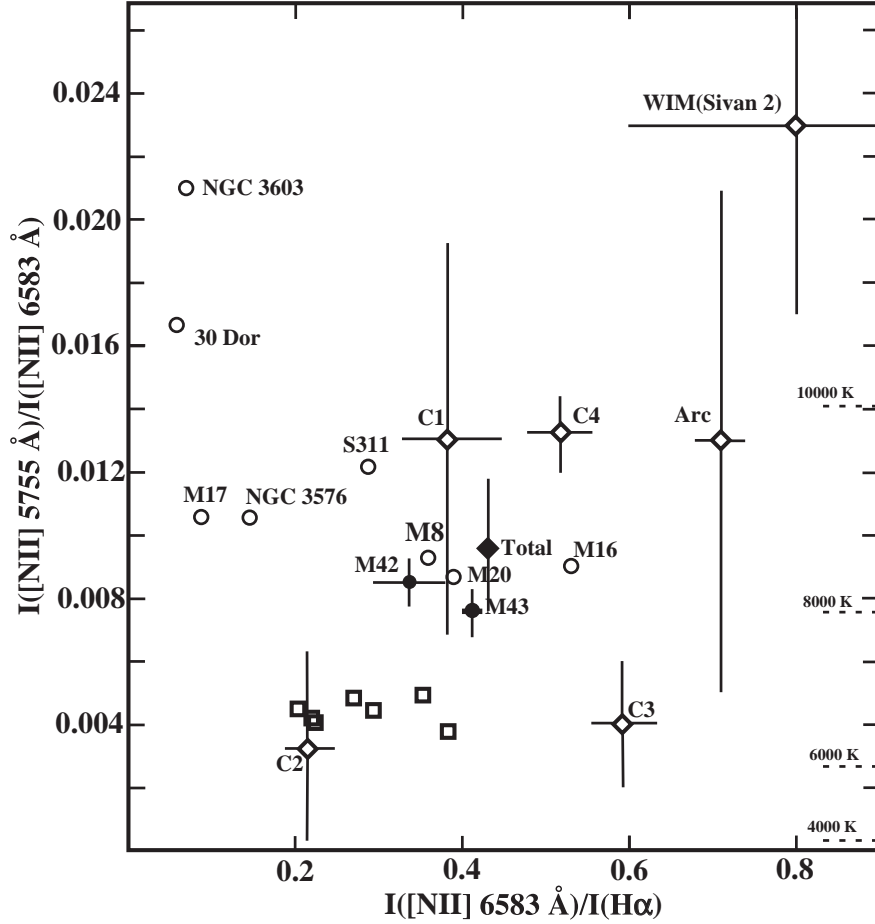 WIM(Sivan 2)
0.024
NGC 3603
0.020
30 Dor
0.016
10000 K
C1
C4
Arc
S311
0.012
M17
NGC 3576
M8
Total
M16
M42
M20
M43
0.008
8000 K
0.004
C3
C2
6000 K
4000 K
0.2
0.4
0.6
0.8
I([NII] 6583 Å)/I(Hα)
I([NII] 5755 Å)/I([NII] 6583 Å)